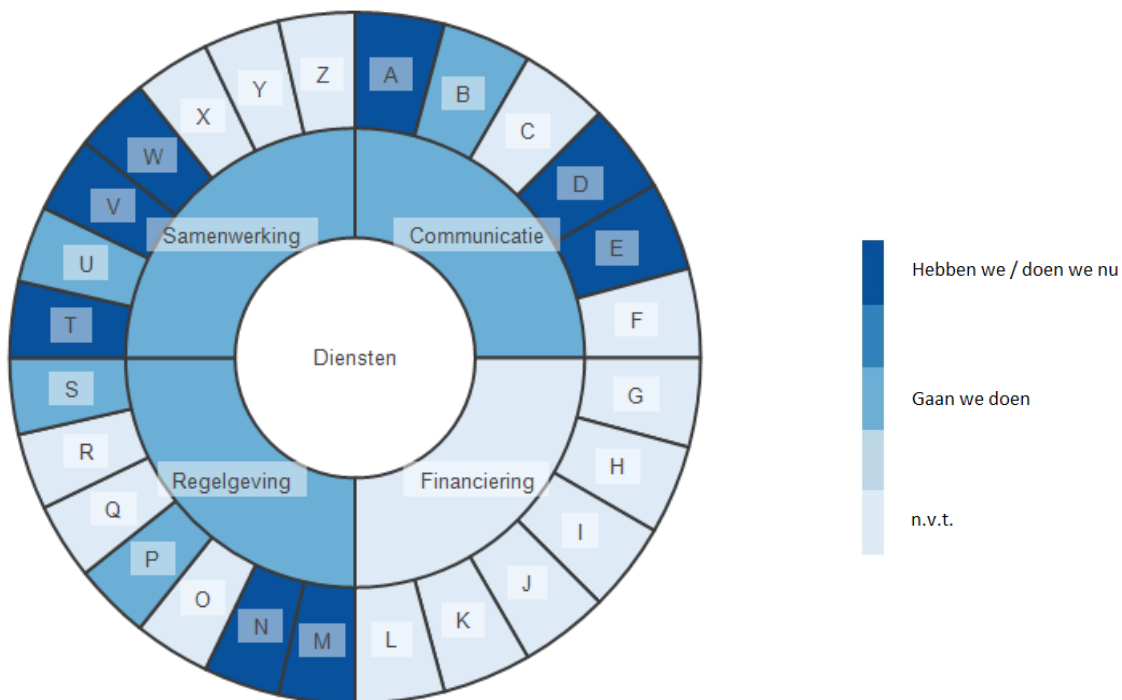 Diensten
Samenwerking
Communicatie
Regelgeving
Financiering
A
B
C
D
E
F
G
H
I
J
K
L
M
N
O
P
Q
R
S
T
U
V
W
X
Y
Z
Hebben we / doen we nu
Gaan we doen
n.v.t.